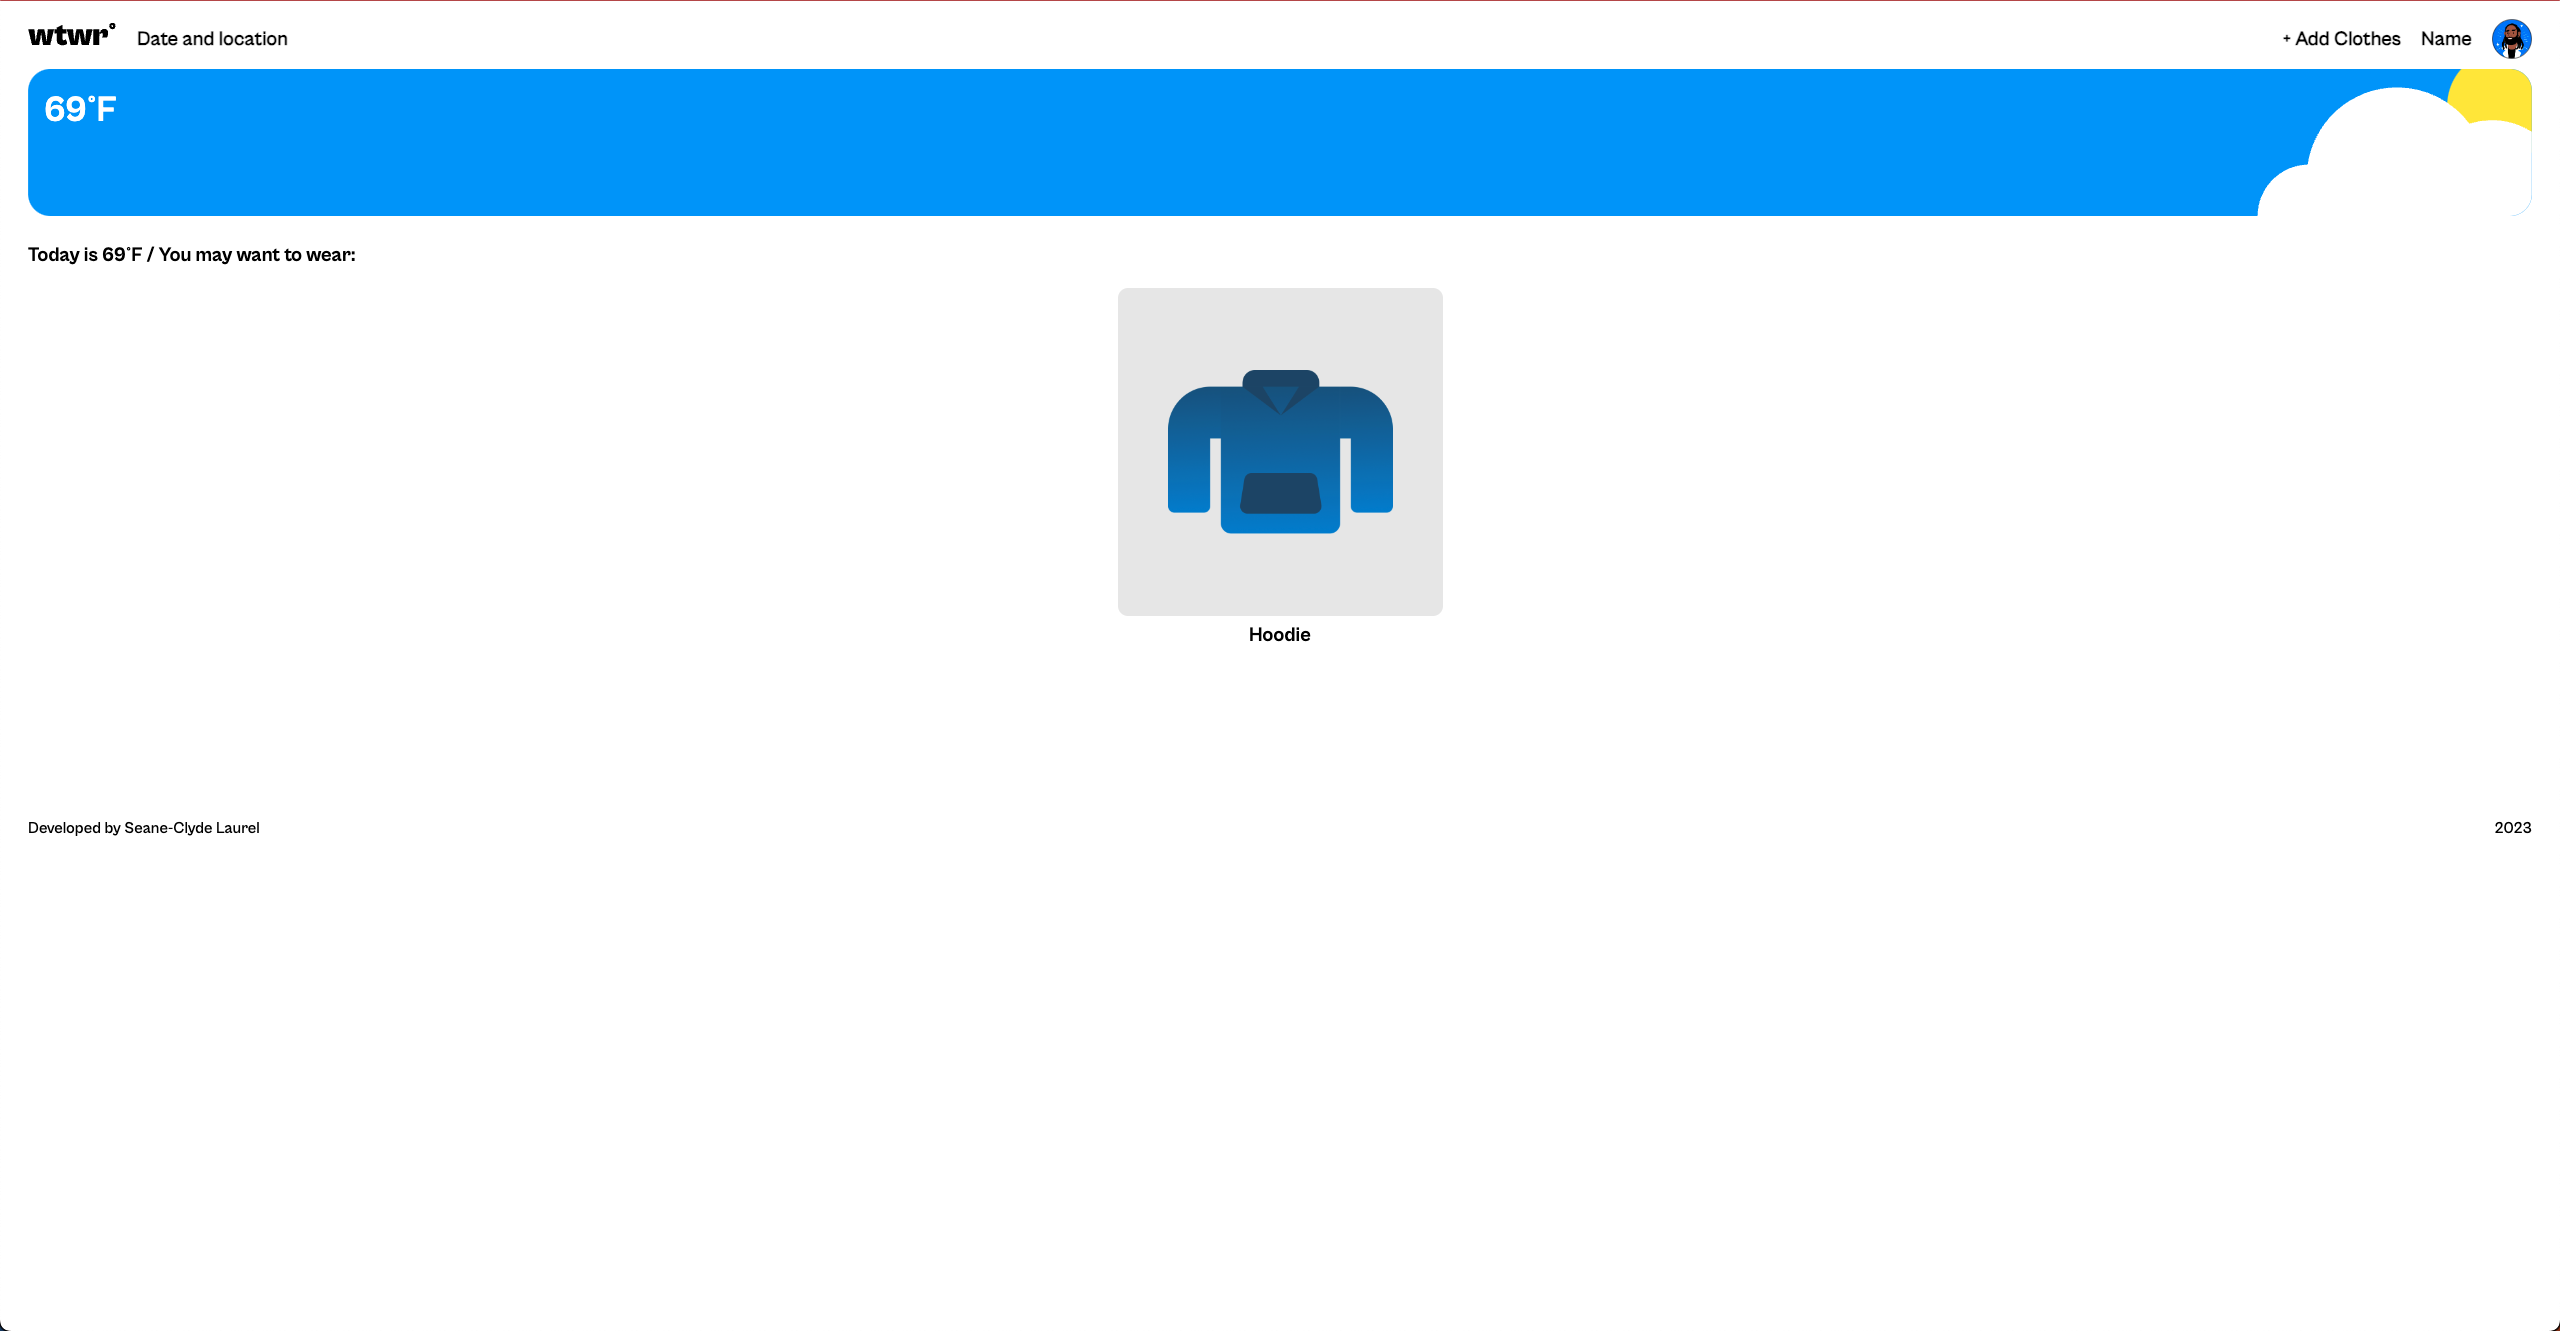 wtwr°
Date and location
+ Add Clothes
Name
69°F
Today is 69°F / You may want to wear:
Hoodie
Developed by Seane-Clyde Laurel
2023